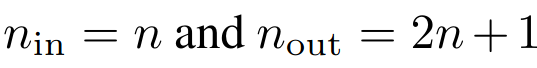 n_in = n and n_out = 2n + 1